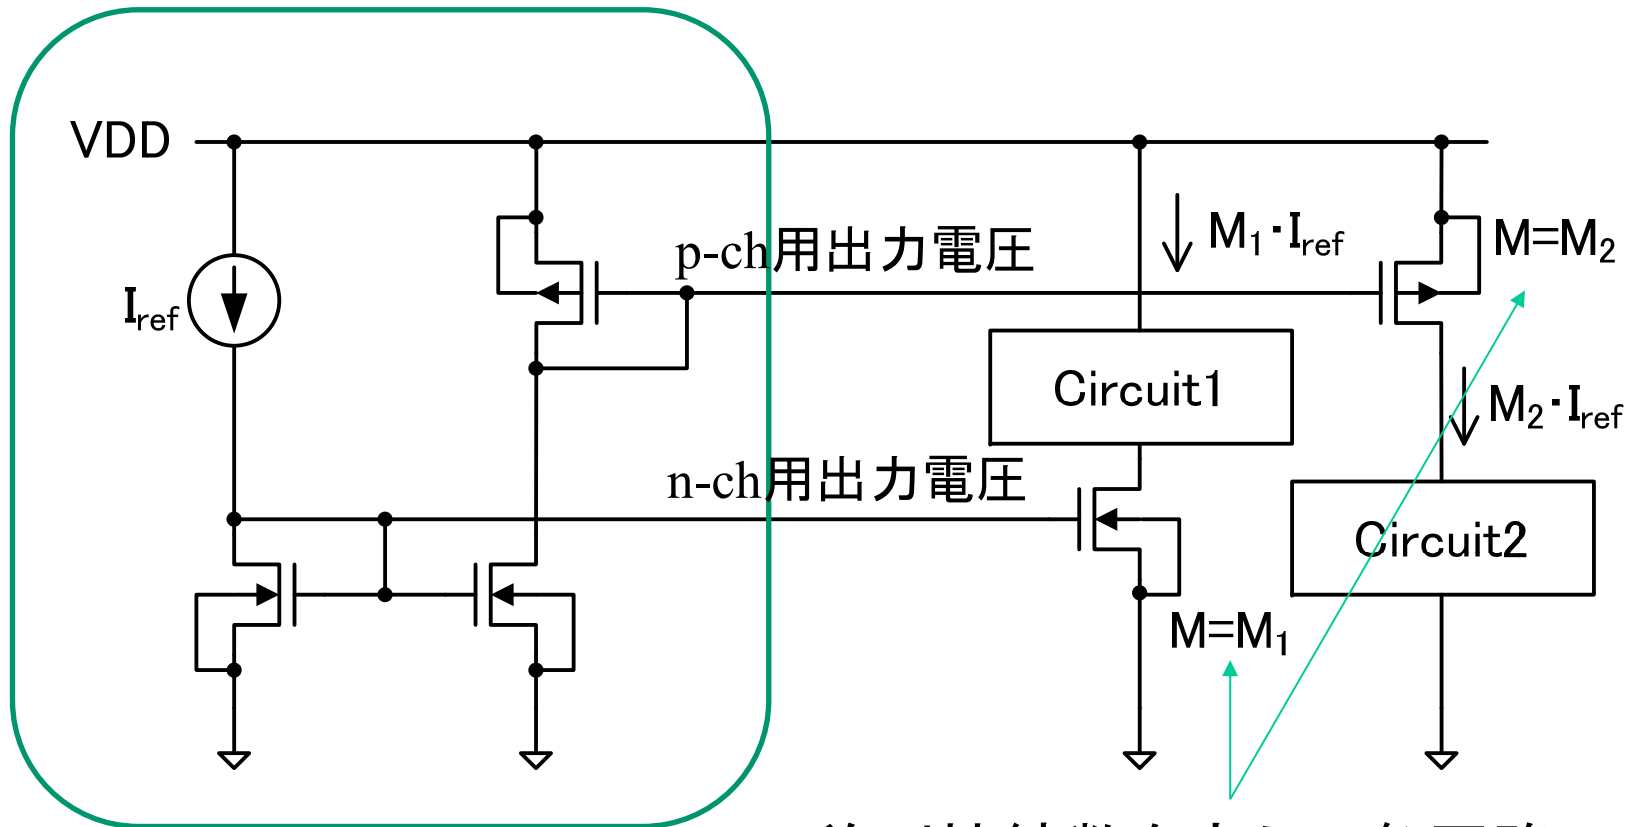 VDD
p-ch用出力電圧
M₁・Iref
M=M₂
Iref
Circuit1
M₂・Iref
n-ch用出力電圧
Circuit2
M=M₁